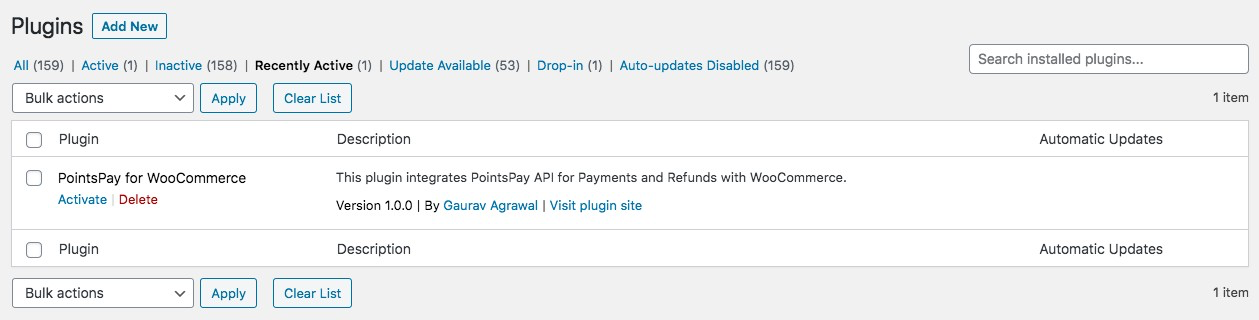 Plugins Add New
All (159) | Active (1) | Inactive (158) | Recently Active (1) | Update Available (53) | Drop-in (1) | Auto-updates Disabled (159)
Search installed plugins...
Bulk actions Apply Clear List 1 item
Plugin Description Automatic Updates
PointsPay for WooCommerce This plugin integrates PointsPay API for Payments and Refunds with WooCommerce.
Activate | Delete Version 1.0.0 | By Gaurav Agrawal | Visit plugin site
Plugin Description Automatic Updates
Bulk actions Apply Clear List 1 item